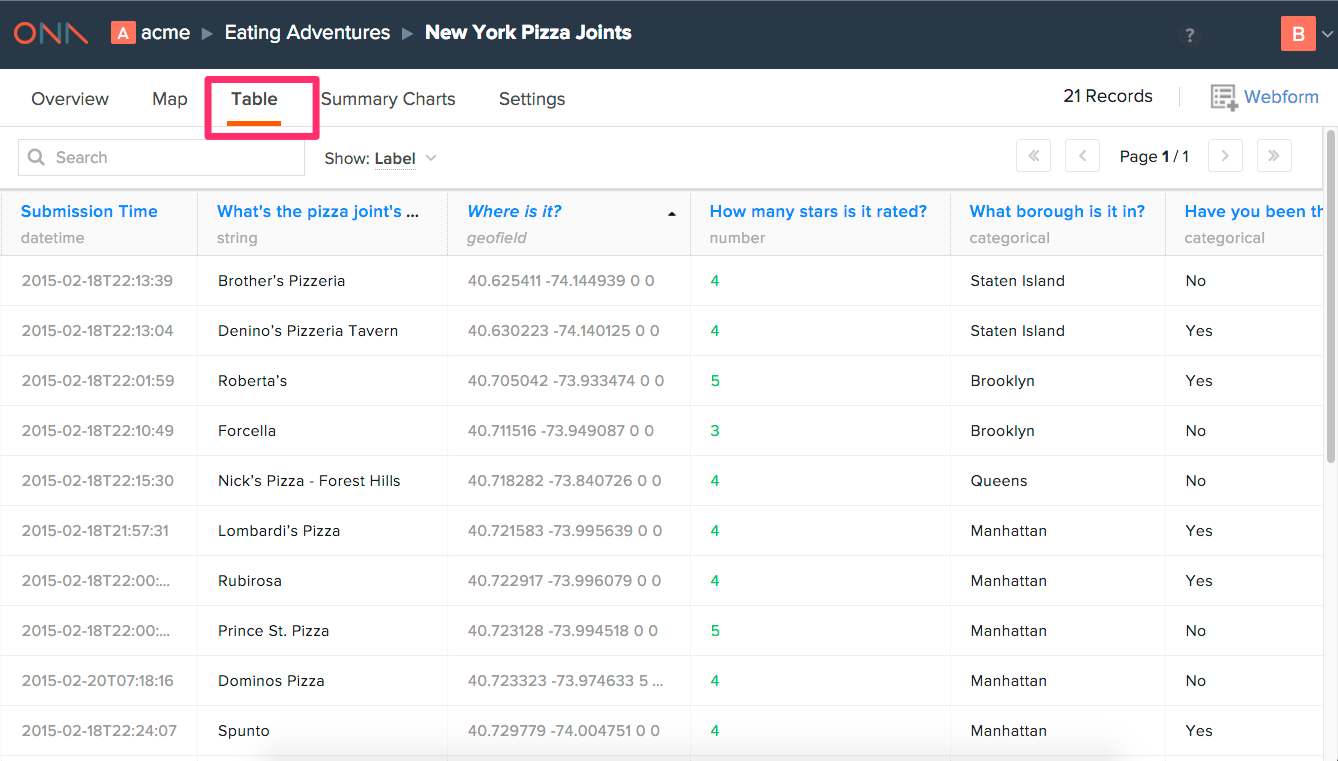 ONA A acme ▶ Eating Adventures ▶ New York Pizza Joints ? B
Overview Map Table Summary Charts Settings 21 Records Webform
Search Show: Label « < Page 1 / 1 > »
Submission Time What's the pizza joint's ... Where is it? How many stars is it rated? What borough is it in? Have you been th
datetime string geofield number categorical categorical
2015-02-18T22:13:39 Brother's Pizzeria 40.625411 -74.144939 0 0 4 Staten Island No
2015-02-18T22:13:04 Denino's Pizzeria Tavern 40.630223 -74.140125 0 0 4 Staten Island Yes
2015-02-18T22:01:59 Roberta's 40.705042 -73.933474 0 0 5 Brooklyn Yes
2015-02-18T22:10:49 Forcella 40.711516 -73.949087 0 0 3 Brooklyn No
2015-02-18T22:15:30 Nick's Pizza - Forest Hills 40.718282 -73.840726 0 0 4 Queens No
2015-02-18T21:57:31 Lombardi's Pizza 40.721583 -73.995639 0 0 4 Manhattan Yes
2015-02-18T22:00:... Rubirosa 40.722917 -73.996079 0 0 4 Manhattan Yes
2015-02-18T22:00:... Prince St. Pizza 40.723128 -73.994518 0 0 5 Manhattan No
2015-02-20T07:18:16 Dominos Pizza 40.723323 -73.974633 5 ... 4 Manhattan No
2015-02-18T22:24:07 Spunto 40.729779 -74.004751 0 0 4 Manhattan Yes